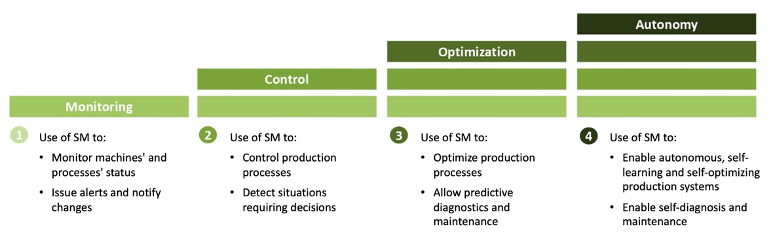 Autonomy
Optimization
Control
Monitoring
1 Use of SM to:
• Monitor machines' and
processes' status
• Issue alerts and notify
changes
2 Use of SM to:
• Control production
processes
• Detect situations
requiring decisions
3 Use of SM to:
• Optimize production
processes
• Allow predictive
diagnostics and
maintenance
4 Use of SM to:
• Enable autonomous, self-
learning and self-optimizing
production systems
• Enable self-diagnosis and
maintenance